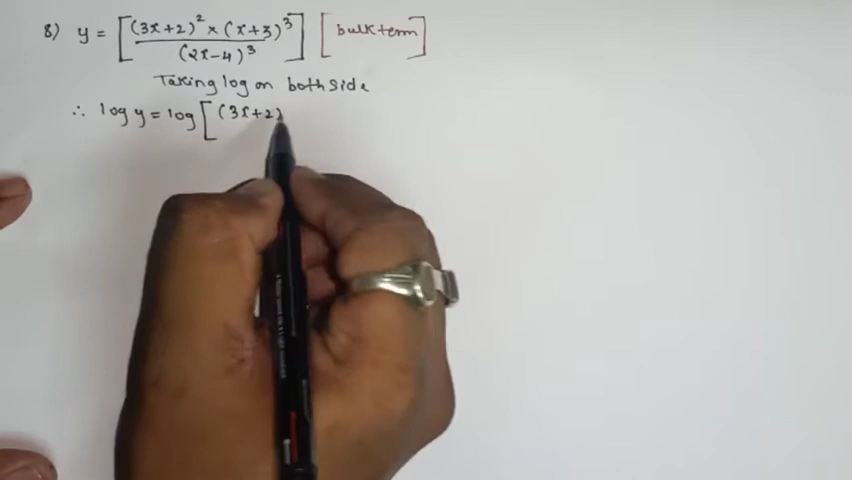 8) y = [(3x+2)² × (x+3)³ / (2x-4)³] [bulk term]
Taking log on both side
∴ log y = log [(3x+2)